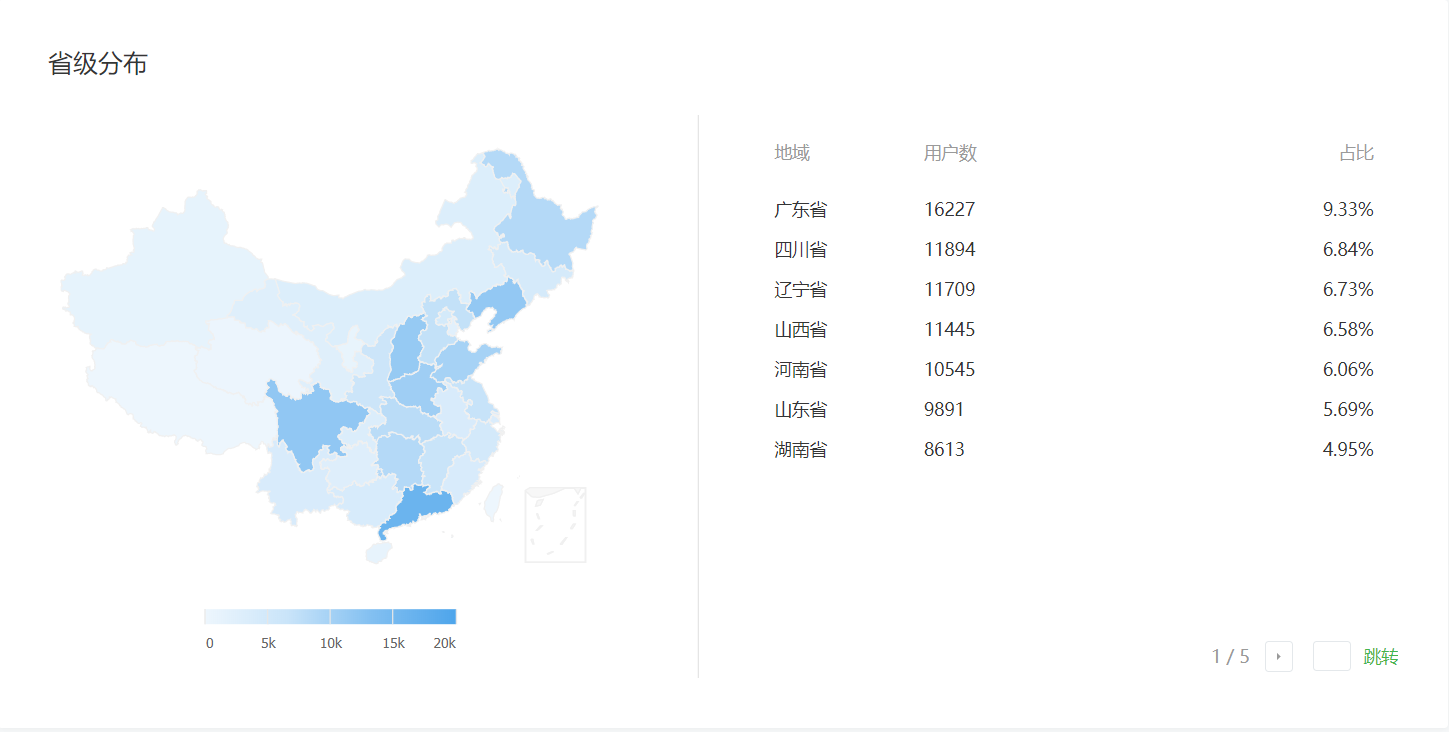 省级分布
地域 用户数 占比
广东省 16227 9.33%
四川省 11894 6.84%
辽宁省 11709 6.73%
山西省 11445 6.58%
河南省 10545 6.06%
山东省 9891 5.69%
湖南省 8613 4.95%
0 5k 10k 15k 20k
1 / 5 跳转